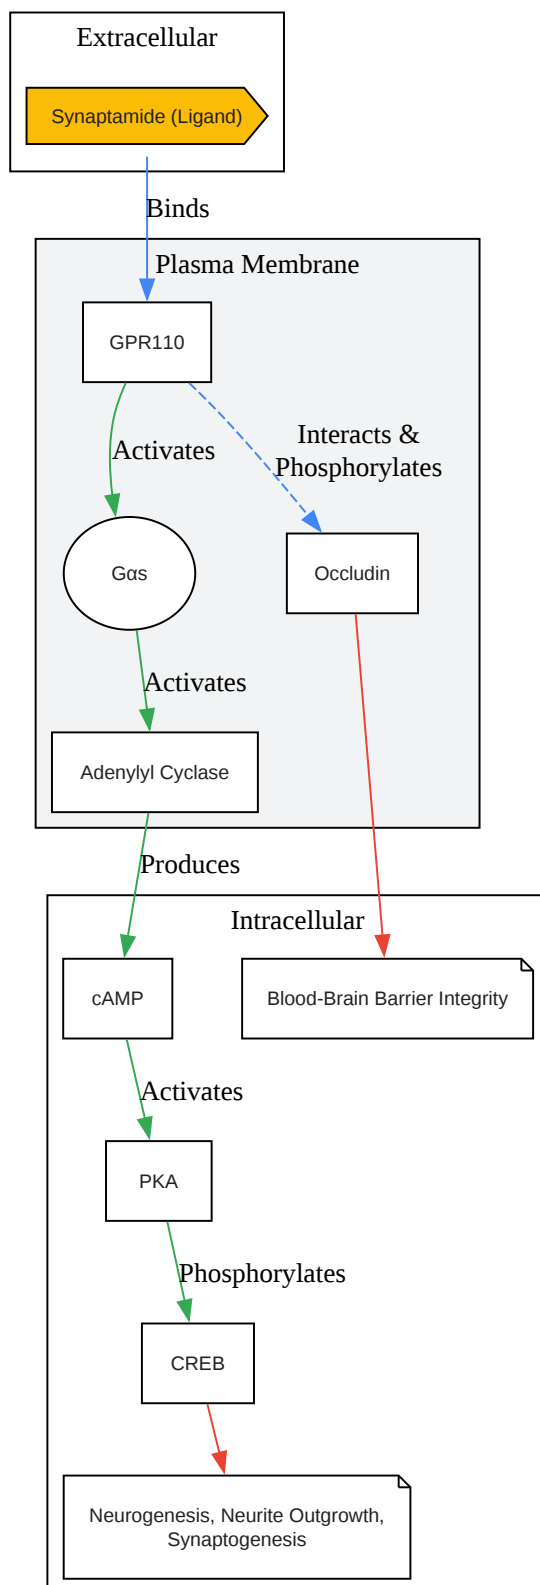 Extracellular
Synaptamide (Ligand)
Binds
Plasma Membrane
GPR110
Activates
Interacts &
Phosphorylates
Gαs
Occludin
Activates
Adenylyl Cyclase
Produces
Intracellular
cAMP
Blood-Brain Barrier Integrity
Activates
PKA
Phosphorylates
CREB
Neurogenesis, Neurite Outgrowth,
Synaptogenesis